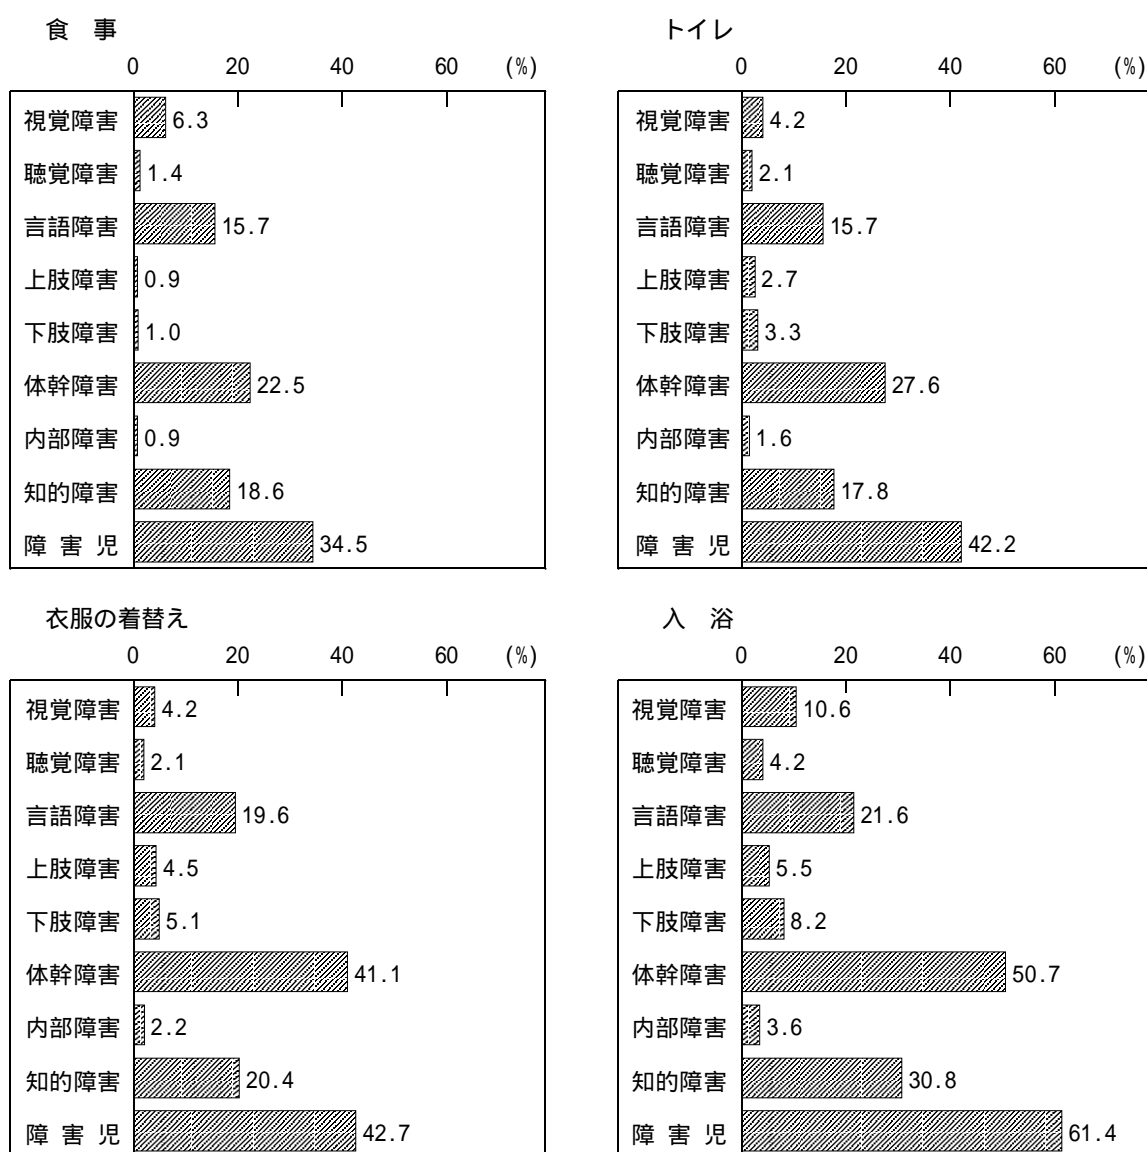 食 事
0 20 40 60 (%)
視覚障害 6.3
聴覚障害 1.4
言語障害 15.7
上肢障害 0.9
下肢障害 1.0
体幹障害 22.5
内部障害 0.9
知的障害 18.6
障 害 児 34.5
トイレ
0 20 40 60 (%)
視覚障害 4.2
聴覚障害 2.1
言語障害 15.7
上肢障害 2.7
下肢障害 3.3
体幹障害 27.6
内部障害 1.6
知的障害 17.8
障 害 児 42.2
衣服の着替え
0 20 40 60 (%)
視覚障害 4.2
聴覚障害 2.1
言語障害 19.6
上肢障害 4.5
下肢障害 5.1
体幹障害 41.1
内部障害 2.2
知的障害 20.4
障 害 児 42.7
入 浴
0 20 40 60 (%)
視覚障害 10.6
聴覚障害 4.2
言語障害 21.6
上肢障害 5.5
下肢障害 8.2
体幹障害 50.7
内部障害 3.6
知的障害 30.8
障 害 児 61.4